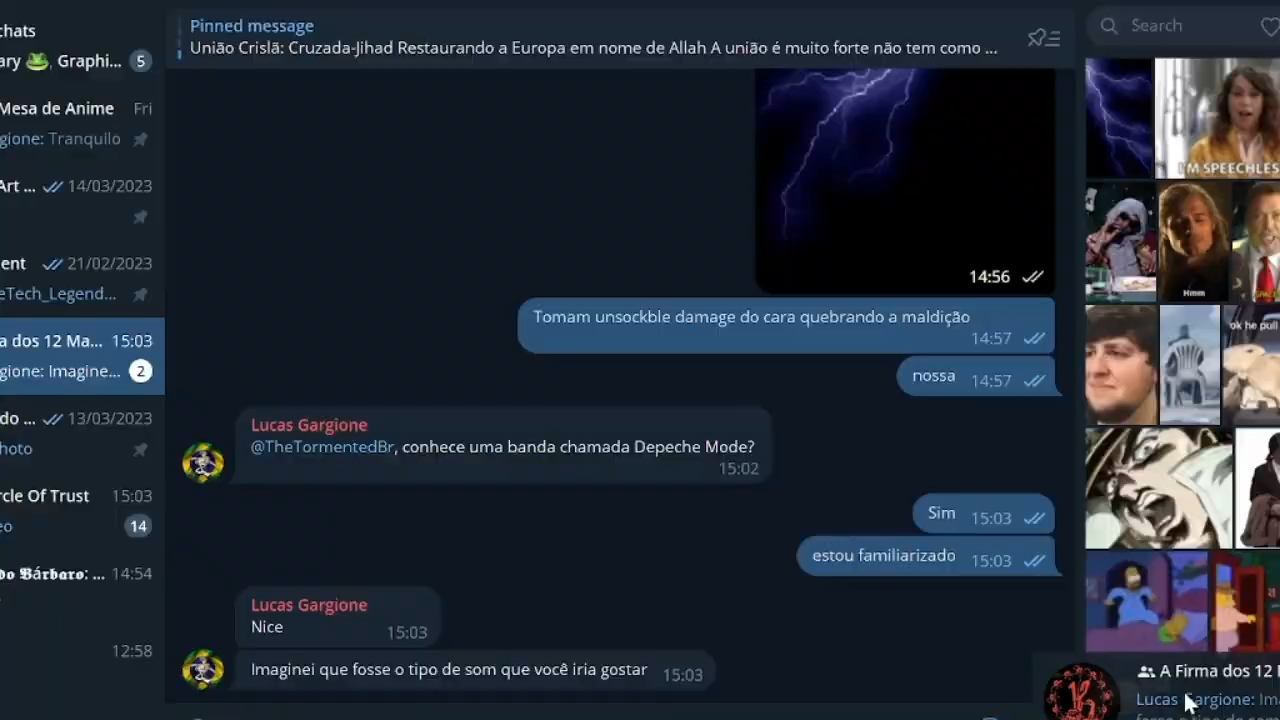 chats
ary 🐸, Graphi... 5
Mesa de Anime Fri
gione: Tranquilo
Art ... 14/03/2023
ent 21/02/2023
eTech_Legend...
a dos 12 Ma... 15:03
gione: Imagine... 2
do ... 13/03/2023
hoto
rcle Of Trust 15:03
eo 14
𝖉𝖔 𝕭á𝖗𝖇𝖆𝖗𝖔: ... 14:54
12:58
Pinned message
União Crislã: Cruzada-Jihad Restaurando a Europa em nome de Allah A união é muito forte não tem como ...
14:56
Tomam unsockble damage do cara quebrando a maldição
14:57
nossa 14:57
Lucas Gargione
@TheTormentedBr, conhece uma banda chamada Depeche Mode?
15:02
Sim 15:03
estou familiarizado 15:03
Lucas Gargione
Nice 15:03
Imaginei que fosse o tipo de som que você iria gostar 15:03
Search
I'M SPEECHLES
Hmm
ok he pull
A Firma dos 12 M
Lucas Gargione: Im